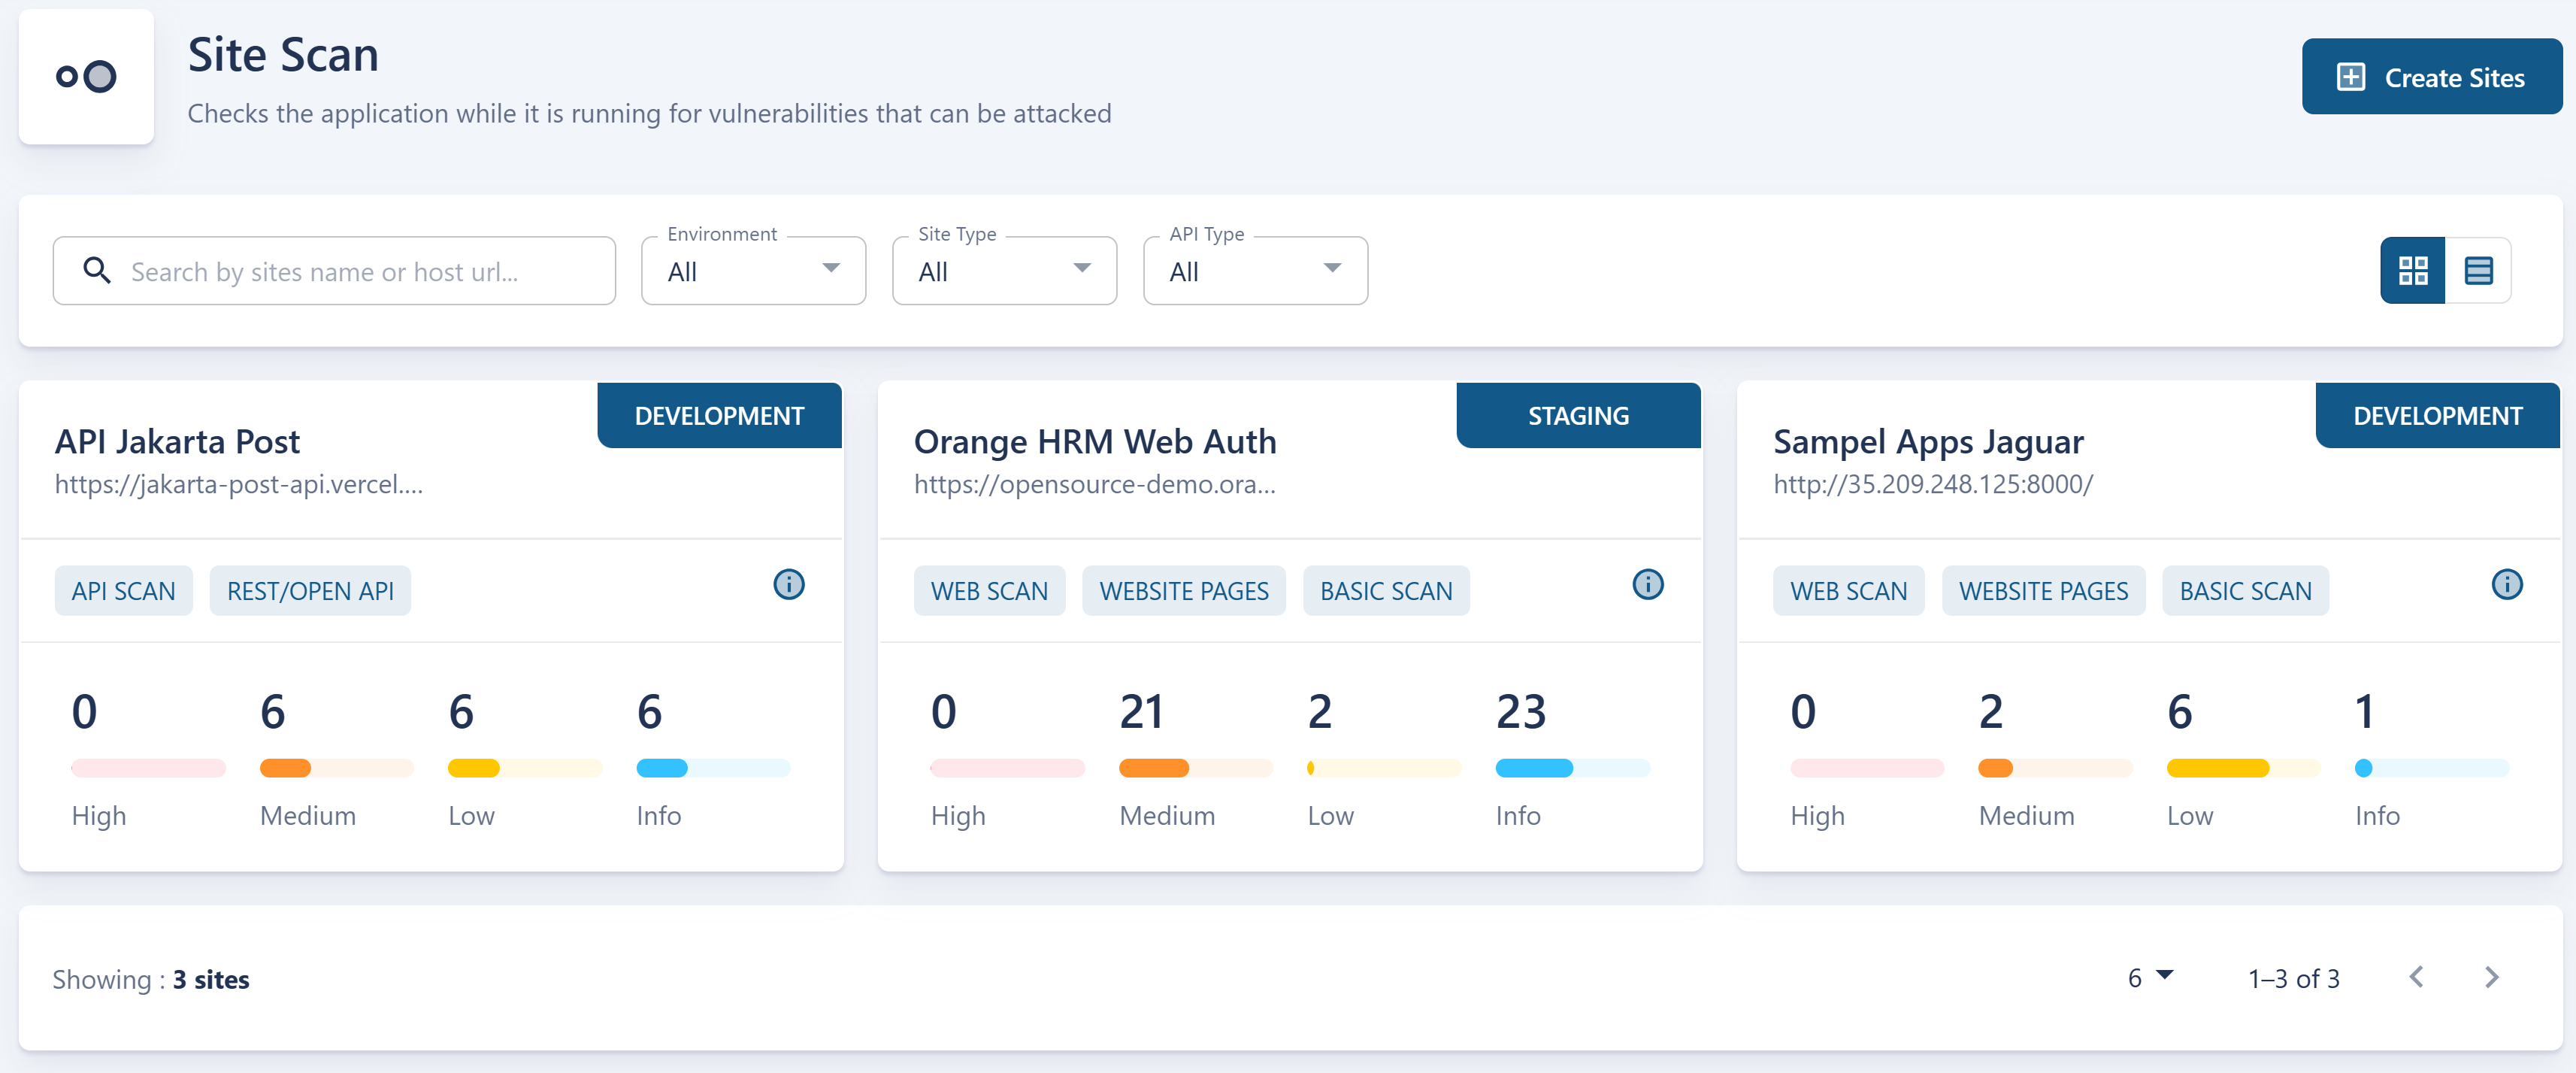 Site Scan
Checks the application while it is running for vulnerabilities that can be attacked
Create Sites
Search by sites name or host url...
Environment
All
Site Type
All
API Type
All
DEVELOPMENT
API Jakarta Post
https://jakarta-post-api.vercel....
API SCAN REST/OPEN API
0 6 6 6
High Medium Low Info
STAGING
Orange HRM Web Auth
https://opensource-demo.ora...
WEB SCAN WEBSITE PAGES BASIC SCAN
0 21 2 23
High Medium Low Info
DEVELOPMENT
Sampel Apps Jaguar
http://35.209.248.125:8000/
WEB SCAN WEBSITE PAGES BASIC SCAN
0 2 6 1
High Medium Low Info
Showing : 3 sites
6
1–3 of 3